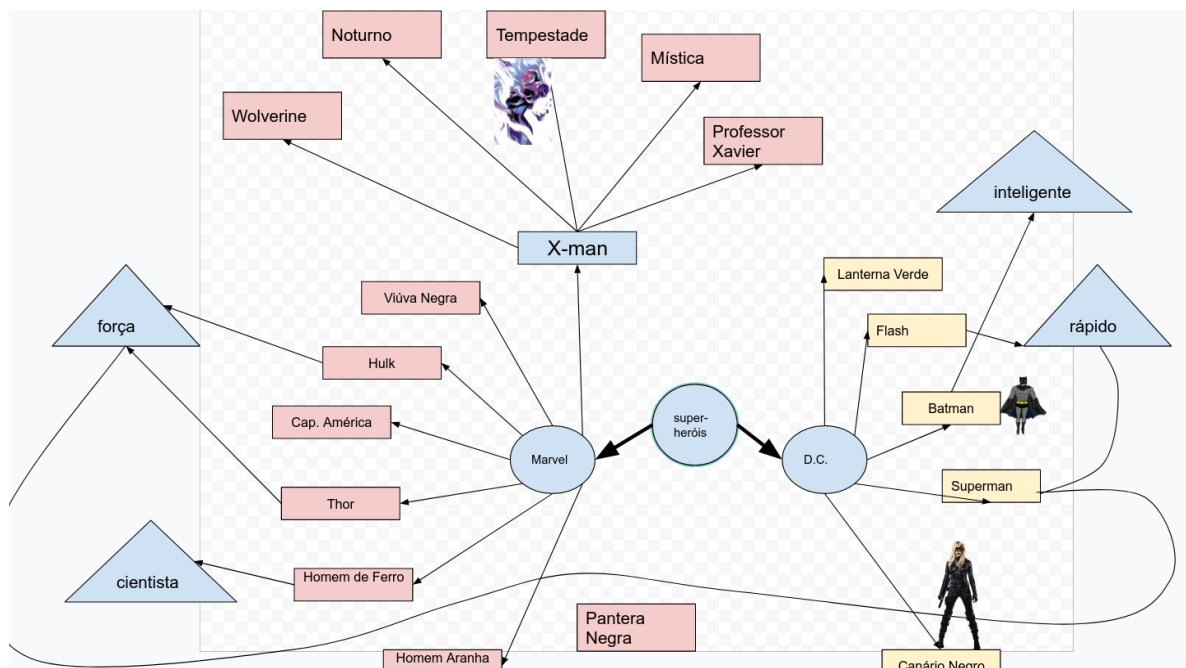 Noturno
Tempestade
Mística
Wolverine
Professor
Xavier
inteligente
X-man
Lanterna Verde
Viúva Negra
força
Flash
rápido
Hulk
Batman
Cap. América
super-
heróis
Marvel
D.C.
Superman
Thor
cientista
Homem de Ferro
Pantera
Negra
Homem Aranha
Canário Negro